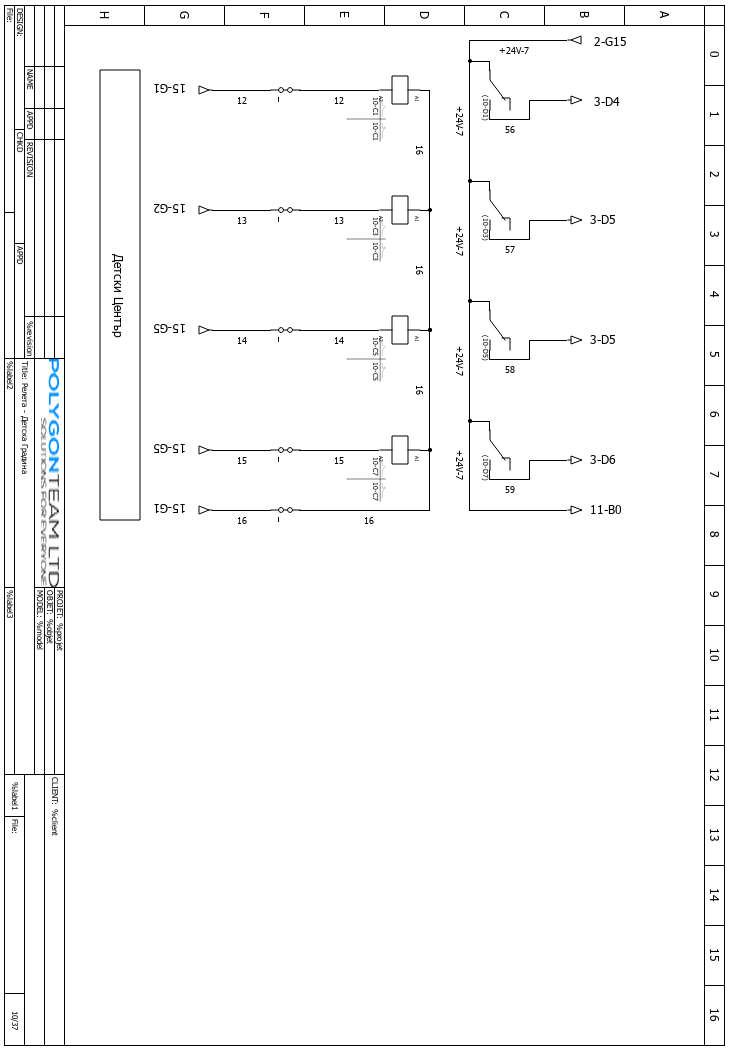 H G F E D C B A
0
1
2
3
4
5
6
7
8
9
10
11
12
13
14
15
16
2-G15
+24V-7
3-D4
(10-D1)
56
+24V-7
3-D5
(10-D3)
57
+24V-7
3-D5
(10-D5)
58
+24V-7
3-D6
(10-D7)
59
+24V-7
11-B0
15-G1
12
12
A2
A1
10-C1 10-C1
16
15-G2
13
13
A2
A1
10-C3 10-C3
16
15-G5
14
14
A2
A1
10-C5 10-C5
16
15-G5
15
15
A2
A1
10-C7 10-C7
15-G1
16
16
Детски Център
DESIGN:
File:
NAME
APPD
REVISION
CHKD
APPD
%revision
POLYGONTEAM LTD
SOLUTIONS FOR EVERYONE
Title: Релета - Детска Градина
%label2
PROJET: %projet
OBJET: %objet
MODEL: %model
%label3
CLIENT: %client
%label1
File:
10/37